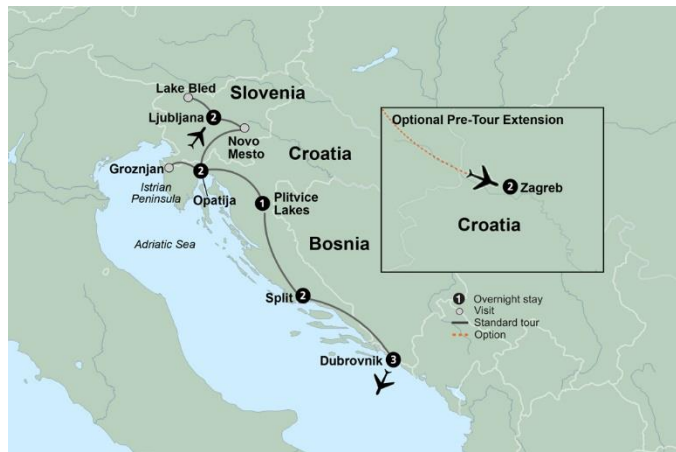 Lake Bled
Slovenia
Ljubljana 2
Novo
Mesto
Croatia
Groznjan
2
Istrian
Peninsula
Opatija
1 Plitvice
Lakes
Adriatic Sea
Bosnia
Split 2
Dubrovnik 3
Optional Pre-Tour Extension
2 Zagreb
Croatia
1 Overnight stay
Visit
Standard tour
Option